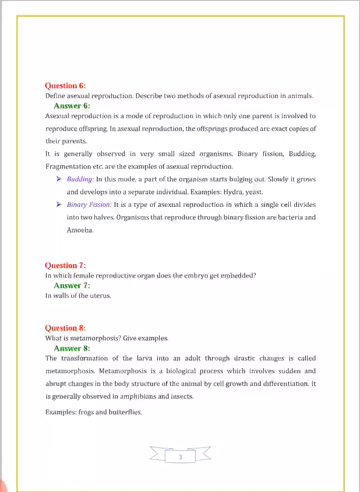 Question 6:
Define asexual reproduction. Describe two methods of asexual reproduction in animals.
Answer 6:
Asexual reproduction is a mode of reproduction in which only one parent is involved to
reproduce offspring. In asexual reproduction, the offsprings produced are exact copies of
their parents.
It is generally observed in very small sized organisms. Binary fission, Budding,
Fragmentation etc. are the examples of asexual reproduction.
➢ Budding: In this mode, a part of the organism starts bulging out. Slowly it grows
and develops into a separate individual. Examples: Hydra, yeast.
➢ Binary Fission: It is a type of asexual reproduction in which a single cell divides
into two halves. Organisms that reproduce through binary fission are bacteria and
Amoeba.
Question 7:
In which female reproductive organ does the embryo get embedded?
Answer 7:
In walls of the uterus.
Question 8:
What is metamorphosis? Give examples.
Answer 8:
The transformation of the larva into an adult through drastic changes is called
metamorphosis. Metamorphosis is a biological process which involves sudden and
abrupt changes in the body structure of the animal by cell growth and differentiation. It
is generally observed in amphibians and insects.
Examples: frogs and butterflies.
3